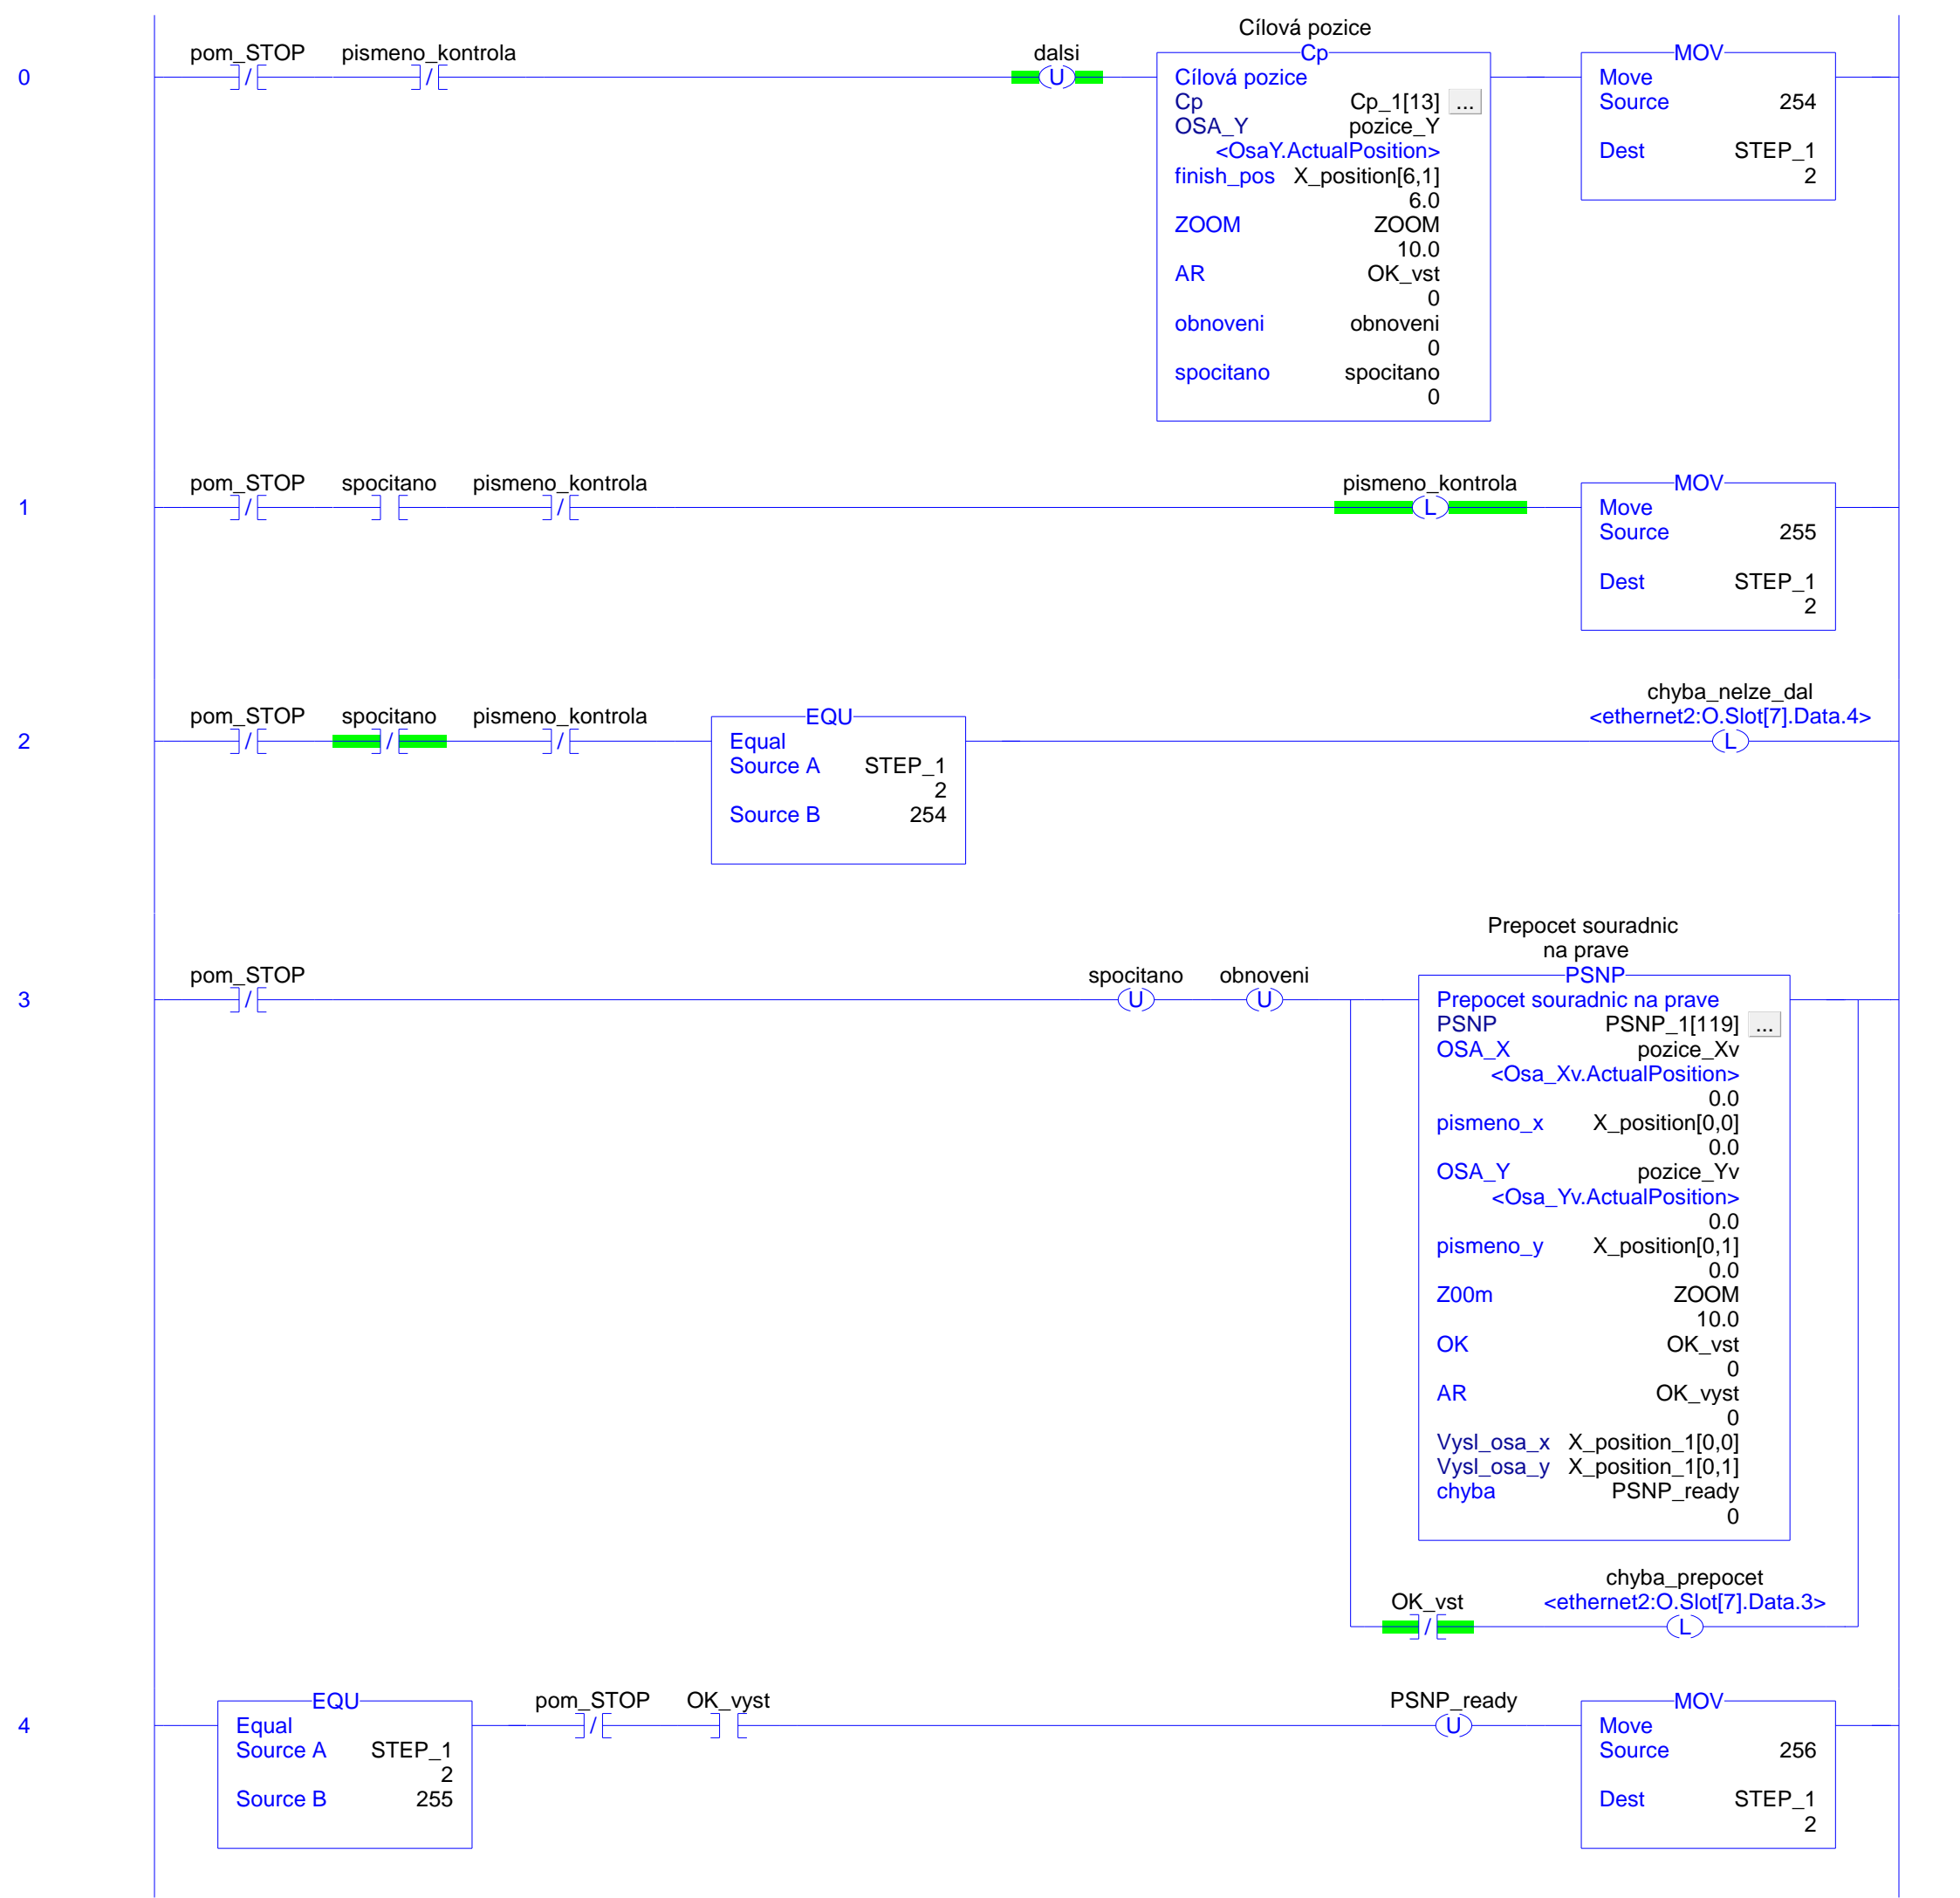 0
pom_STOP
pismeno_kontrola
dalsi
U
Cílová pozice
Cp
Cílová pozice
Cp Cp_1[13] ...
OSA_Y pozice_Y
<OsaY.ActualPosition>
finish_pos X_position[6,1]
6.0
ZOOM ZOOM
10.0
AR OK_vst
0
obnoveni obnoveni
0
spocitano spocitano
0
MOV
Move
Source 254
Dest STEP_1
2
1
pom_STOP
spocitano
pismeno_kontrola
pismeno_kontrola
L
MOV
Move
Source 255
Dest STEP_1
2
2
pom_STOP
spocitano
pismeno_kontrola
EQU
Equal
Source A STEP_1
2
Source B 254
chyba_nelze_dal
<ethernet2:O.Slot[7].Data.4>
L
3
pom_STOP
spocitano
U
obnoveni
U
Prepocet souradnic
na prave
PSNP
Prepocet souradnic na prave
PSNP PSNP_1[119] ...
OSA_X pozice_Xv
<Osa_Xv.ActualPosition>
0.0
pismeno_x X_position[0,0]
0.0
OSA_Y pozice_Yv
<Osa_Yv.ActualPosition>
0.0
pismeno_y X_position[0,1]
0.0
Z00m ZOOM
10.0
OK OK_vst
0
AR OK_vyst
0
Vysl_osa_x X_position_1[0,0]
Vysl_osa_y X_position_1[0,1]
chyba PSNP_ready
0
OK_vst
chyba_prepocet
<ethernet2:O.Slot[7].Data.3>
L
4
EQU
Equal
Source A STEP_1
2
Source B 255
pom_STOP
OK_vyst
PSNP_ready
U
MOV
Move
Source 256
Dest STEP_1
2